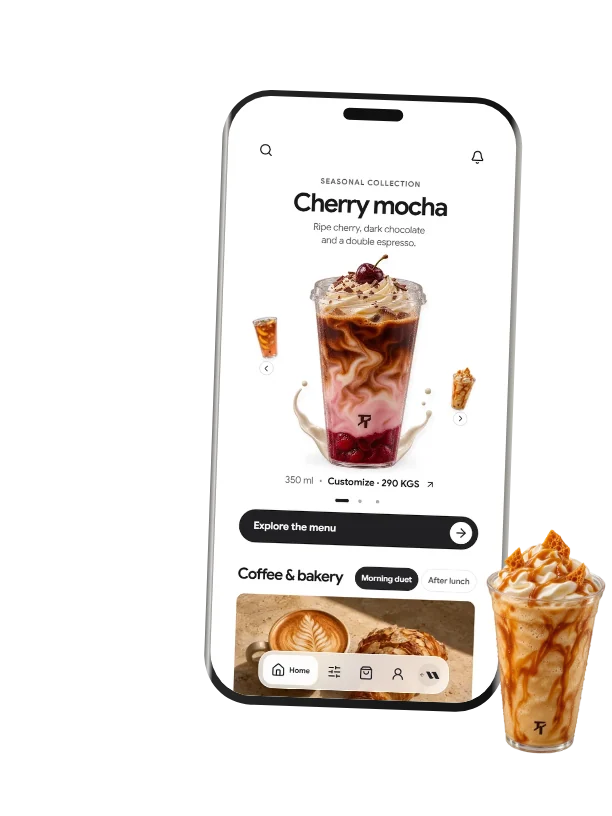 SEASONAL COLLECTION
Cherry mocha
Ripe cherry, dark chocolate
and a double espresso.
350 ml • Customize · 290 KGS
Explore the menu
Coffee & bakery
Morning duet
After lunch
Home